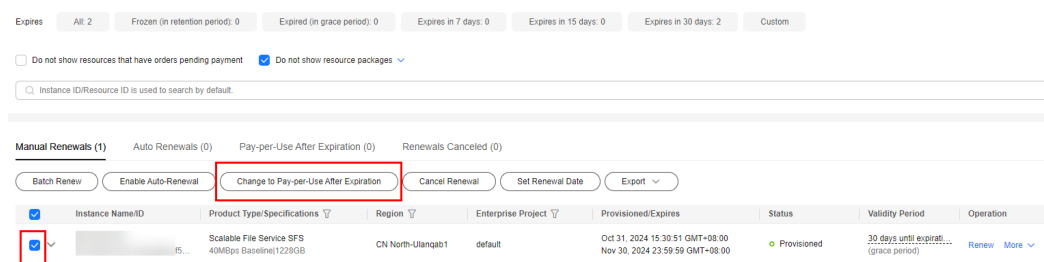 Expires All: 2 Frozen (in retention period): 0 Expired (in grace period): 0 Expires in 7 days: 0 Expires in 15 days: 0 Expires in 30 days: 2 Custom
Do not show resources that have orders pending payment Do not show resource packages
Instance ID/Resource ID is used to search by default.
Manual Renewals (1) Auto Renewals (0) Pay-per-Use After Expiration (0) Renewals Canceled (0)
Batch Renew Enable Auto-Renewal Change to Pay-per-Use After Expiration Cancel Renewal Set Renewal Date Export
Instance Name/ID Product Type/Specifications Region Enterprise Project Provisioned/Expires Status Validity Period Operation
Scalable File Service SFS CN North-Ulanqab1 default Oct 31, 2024 15:30:51 GMT+08:00 Provisioned 30 days until expirati... Renew More
f5... 40MBps Baseline|1228GB Nov 30, 2024 23:59:59 GMT+08:00 (grace period)